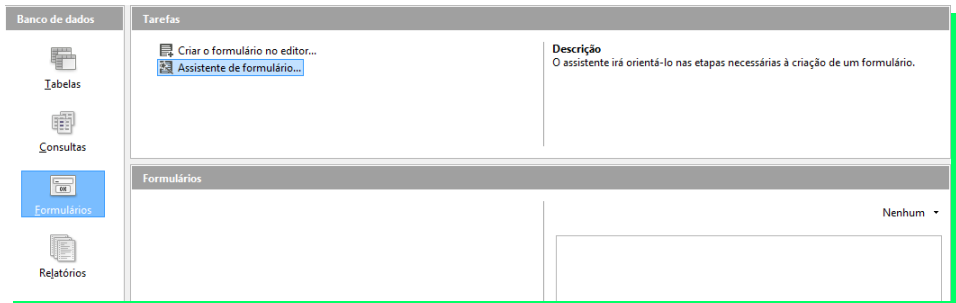 Banco de dados
Tabelas
Consultas
OK
Formulários
Relatórios
Tarefas
Criar o formulário no editor...
Assistente de formulário...
Descrição
O assistente irá orientá-lo nas etapas necessárias à criação de um formulário.
Formulários
Nenhum